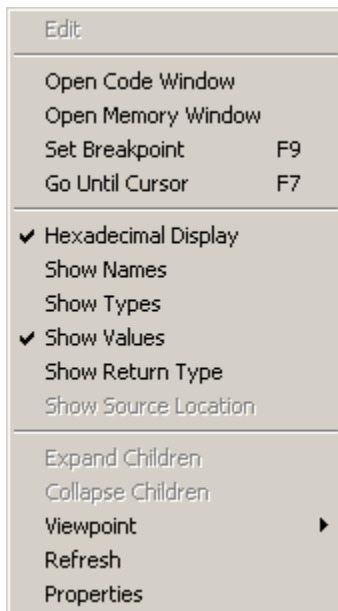 Edit
Open Code Window
Open Memory Window
Set Breakpoint F9
Go Until Cursor F7
Hexadecimal Display
Show Names
Show Types
Show Values
Show Return Type
Show Source Location
Expand Children
Collapse Children
Viewpoint
Refresh
Properties